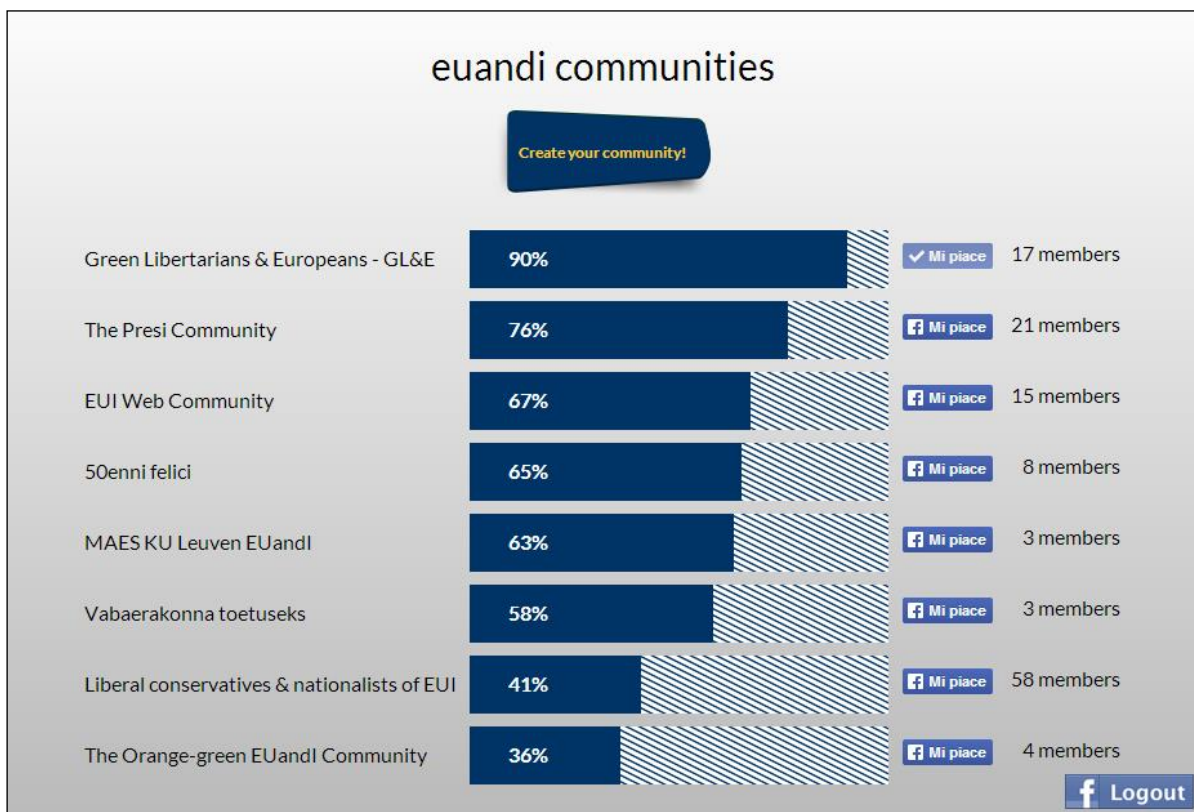 euandi communities
Create your community!
Green Libertarians & Europeans - GL&E 90% Mi piace 17 members
The Presi Community 76% Mi piace 21 members
EUI Web Community 67% Mi piace 15 members
50enni felici 65% Mi piace 8 members
MAES KU Leuven EUandI 63% Mi piace 3 members
Vabaerakonna toetuseks 58% Mi piace 3 members
Liberal conservatives & nationalists of EUI 41% Mi piace 58 members
The Orange-green EUandI Community 36% Mi piace 4 members
f Logout